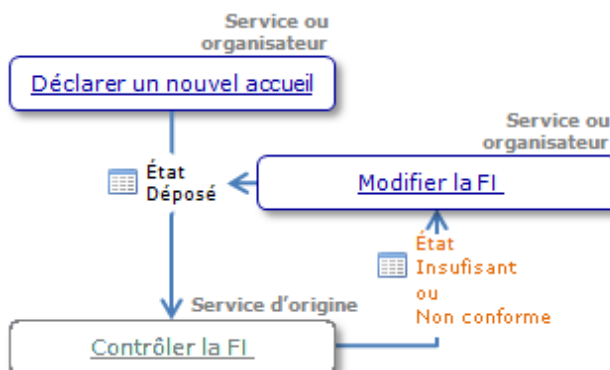 Service ou
organisateur
Déclarer un nouvel accueil
Service ou
organisateur
État
Déposé
Modifier la FI
État
Insufisant
ou
Non conforme
Service d'origine
Contrôler la FI